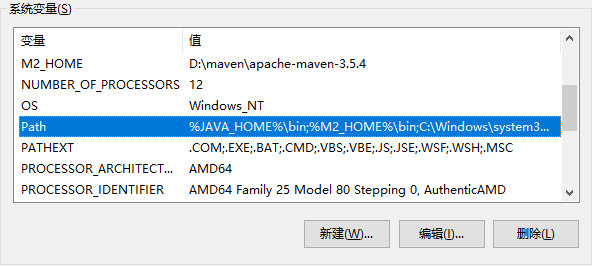 系统变量(S)
变量 值
M2_HOME D:\maven\apache-maven-3.5.4
NUMBER_OF_PROCESSORS 12
OS Windows_NT
Path %JAVA_HOME%\bin;%M2_HOME%\bin;C:\Windows\system3...
PATHEXT .COM;.EXE;.BAT;.CMD;.VBS;.VBE;.JS;.JSE;.WSF;.WSH;.MSC
PROCESSOR_ARCHITECT... AMD64
PROCESSOR_IDENTIFIER AMD64 Family 25 Model 80 Stepping 0, AuthenticAMD
新建(W)... 编辑(I)... 删除(L)